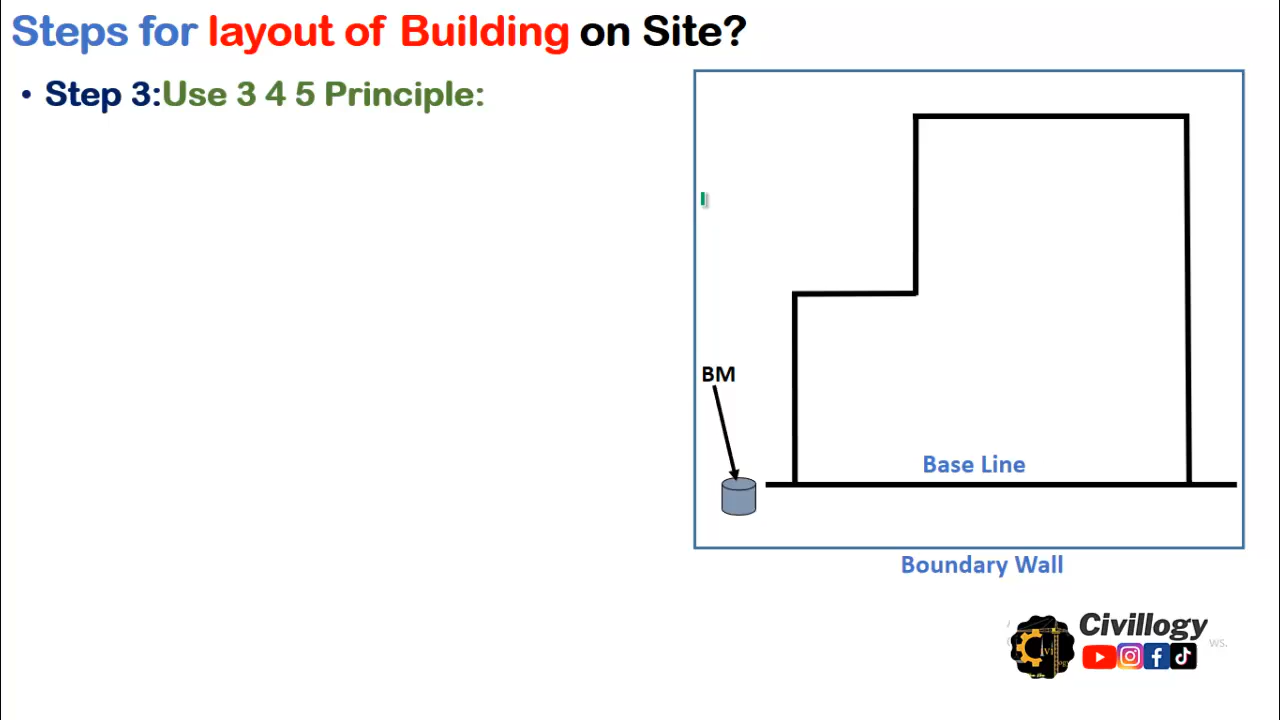 Steps for layout of Building on Site?
• Step 3:Use 3 4 5 Principle:
BM
Base Line
Boundary Wall
Civillogy
ws.